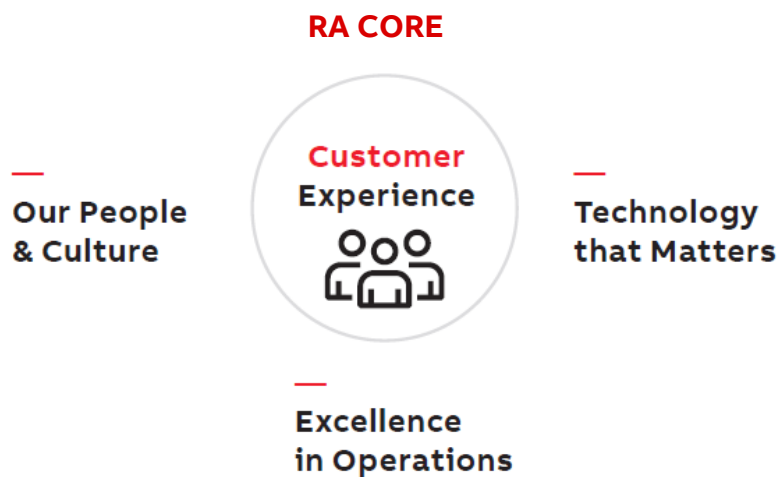 RA CORE
Customer
Experience
Our People
& Culture
Technology
that Matters
Excellence
in Operations